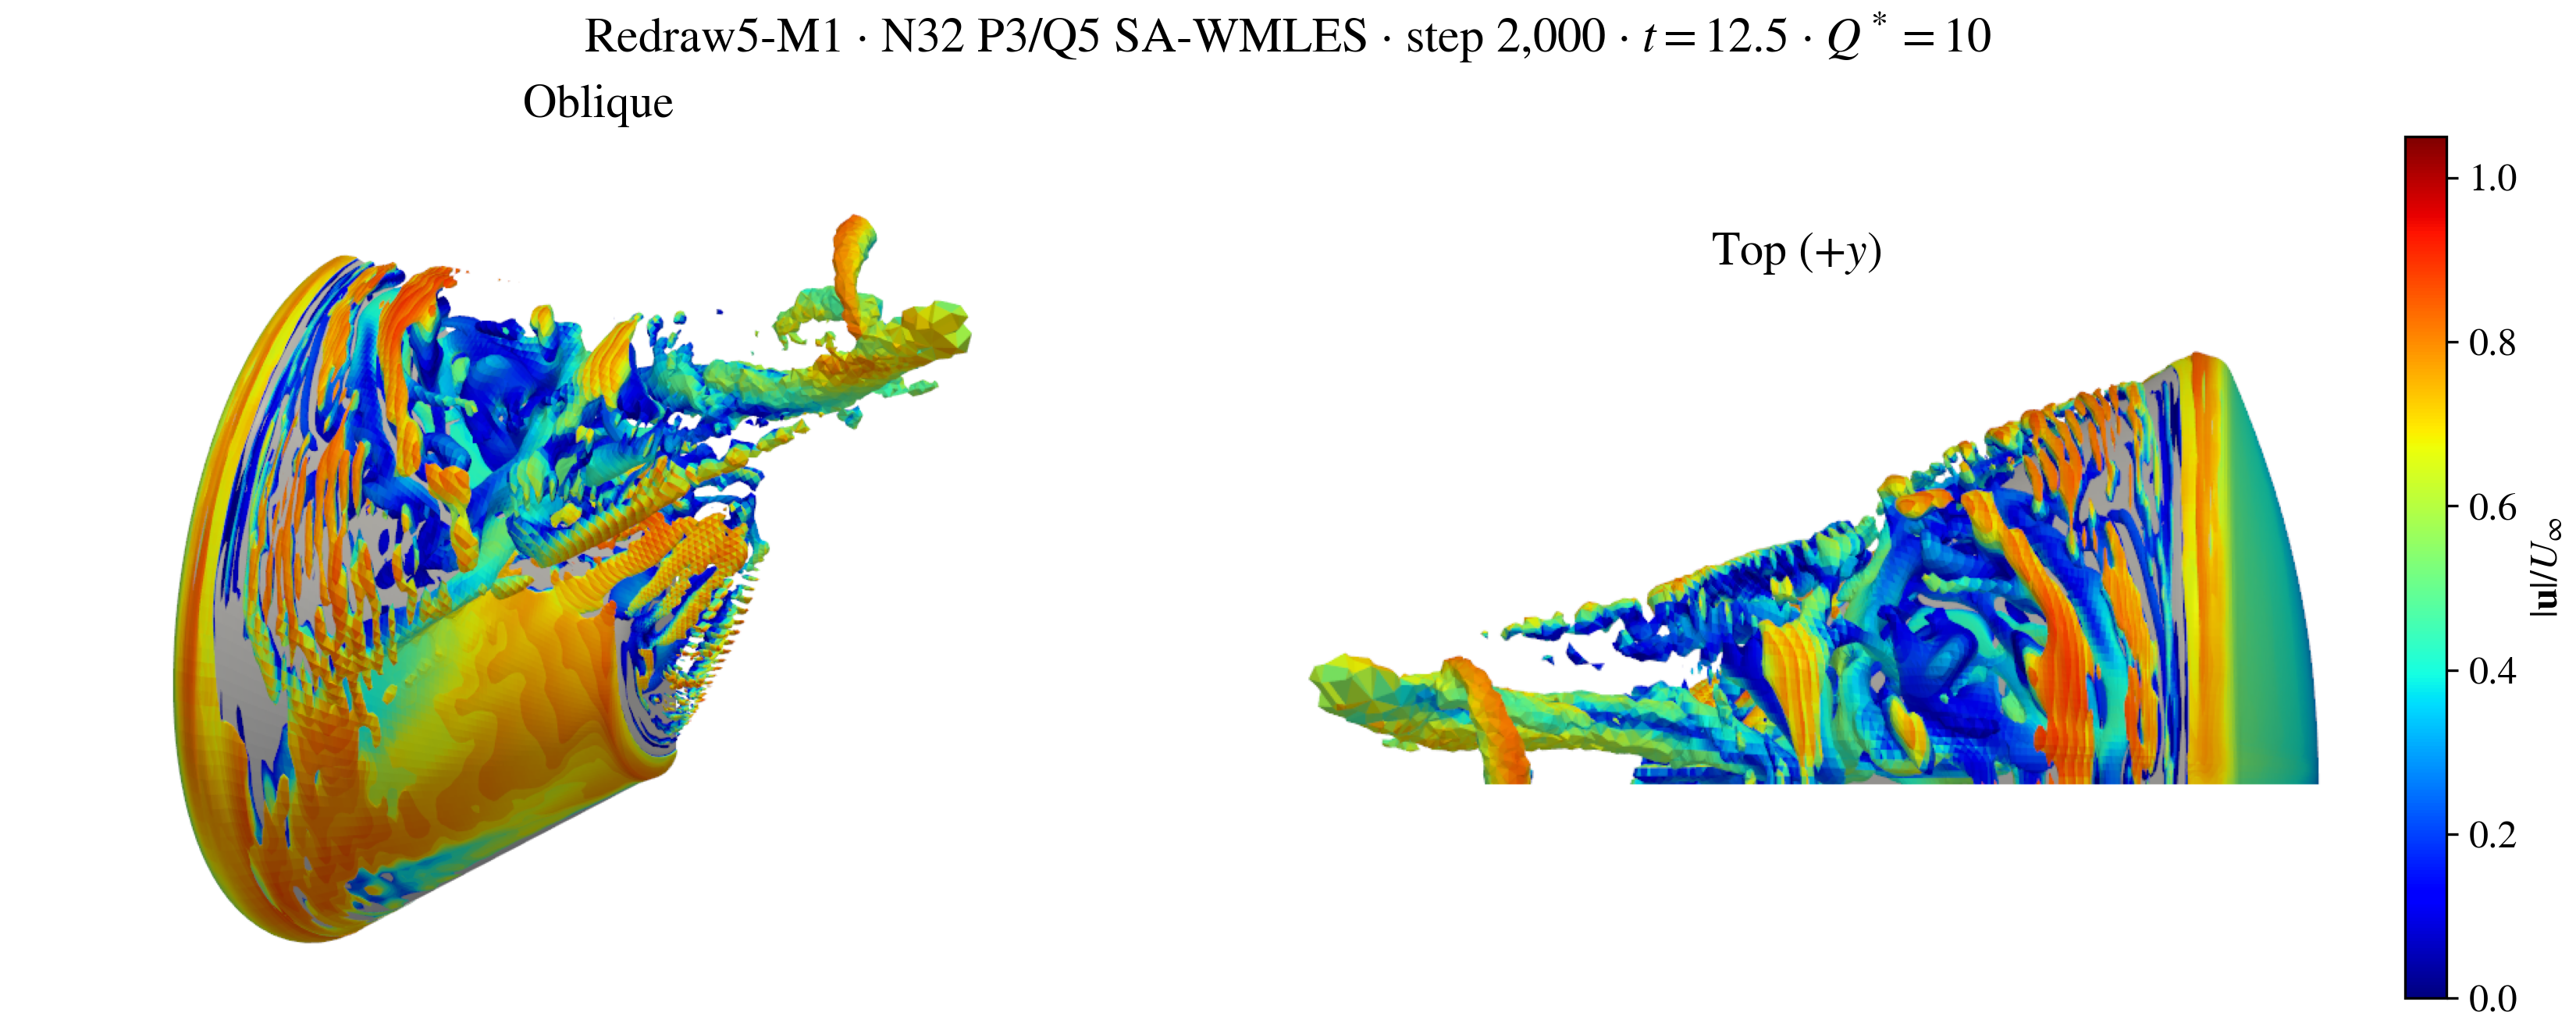 Redraw5-M1 · N32 P3/Q5 SA-WMLES · step 2,000 · t = 12.5 · Q* = 10
Oblique
Top (+y)
1.0
0.8
0.6
0.4
0.2
0.0
|u|/U∞